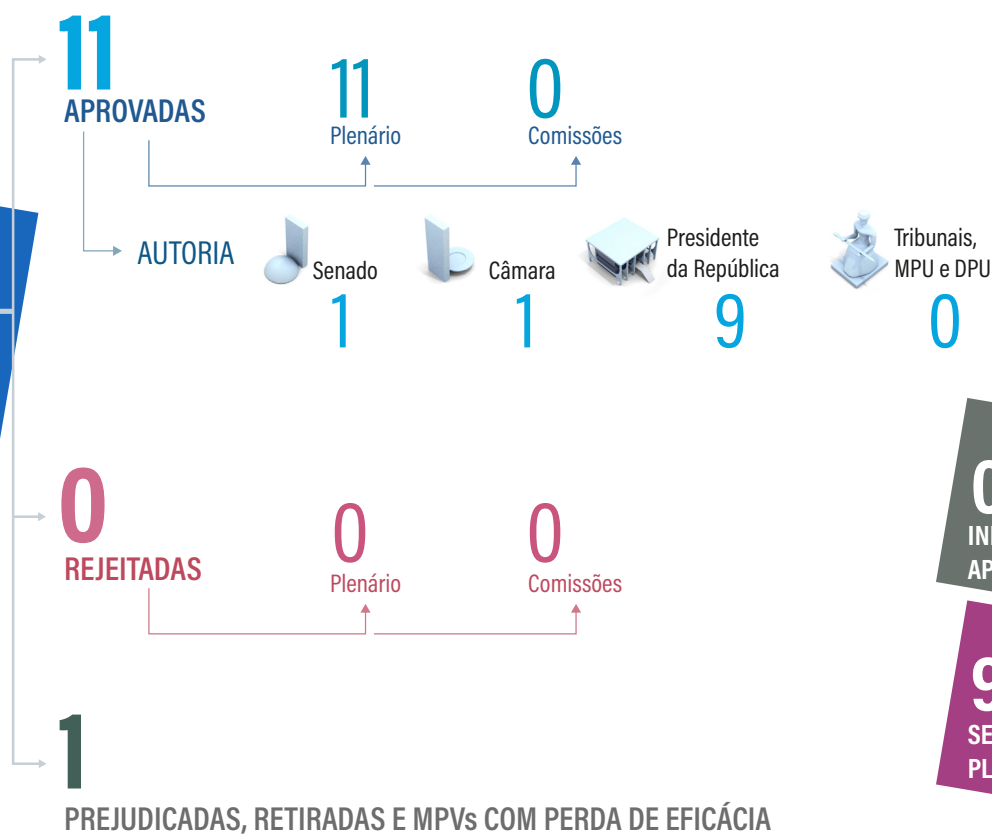 11
APROVADAS
11
Plenário
0
Comissões
AUTORIA
Senado
1
Câmara
1
Presidente
da República
9
Tribunais,
MPU e DPU
0
0
REJEITADAS
0
Plenário
0
Comissões
1
PREJUDICADAS, RETIRADAS E MPVs COM PERDA DE EFICÁCIA